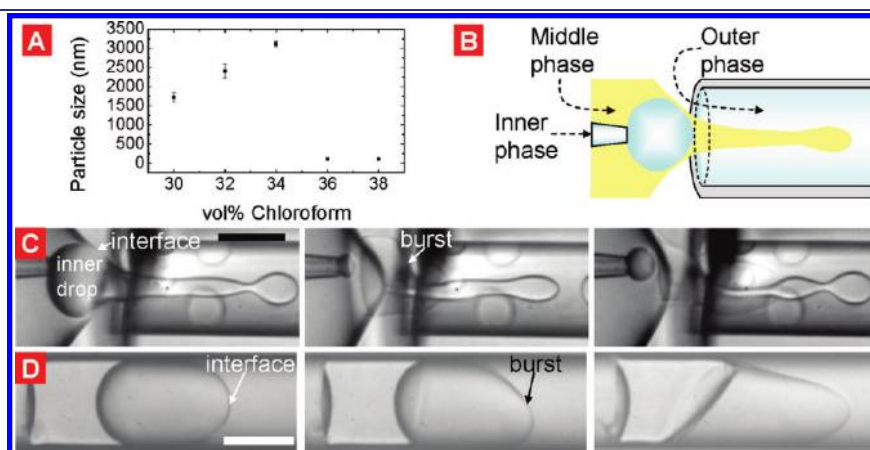 A
Particle size (nm)
3500
3000
2500
2000
1500
1000
500
0
30 32 34 36 38
vol% Chloroform
B
Middle phase
Outer phase
Inner phase
C
interface
inner drop
burst
D
interface
burst